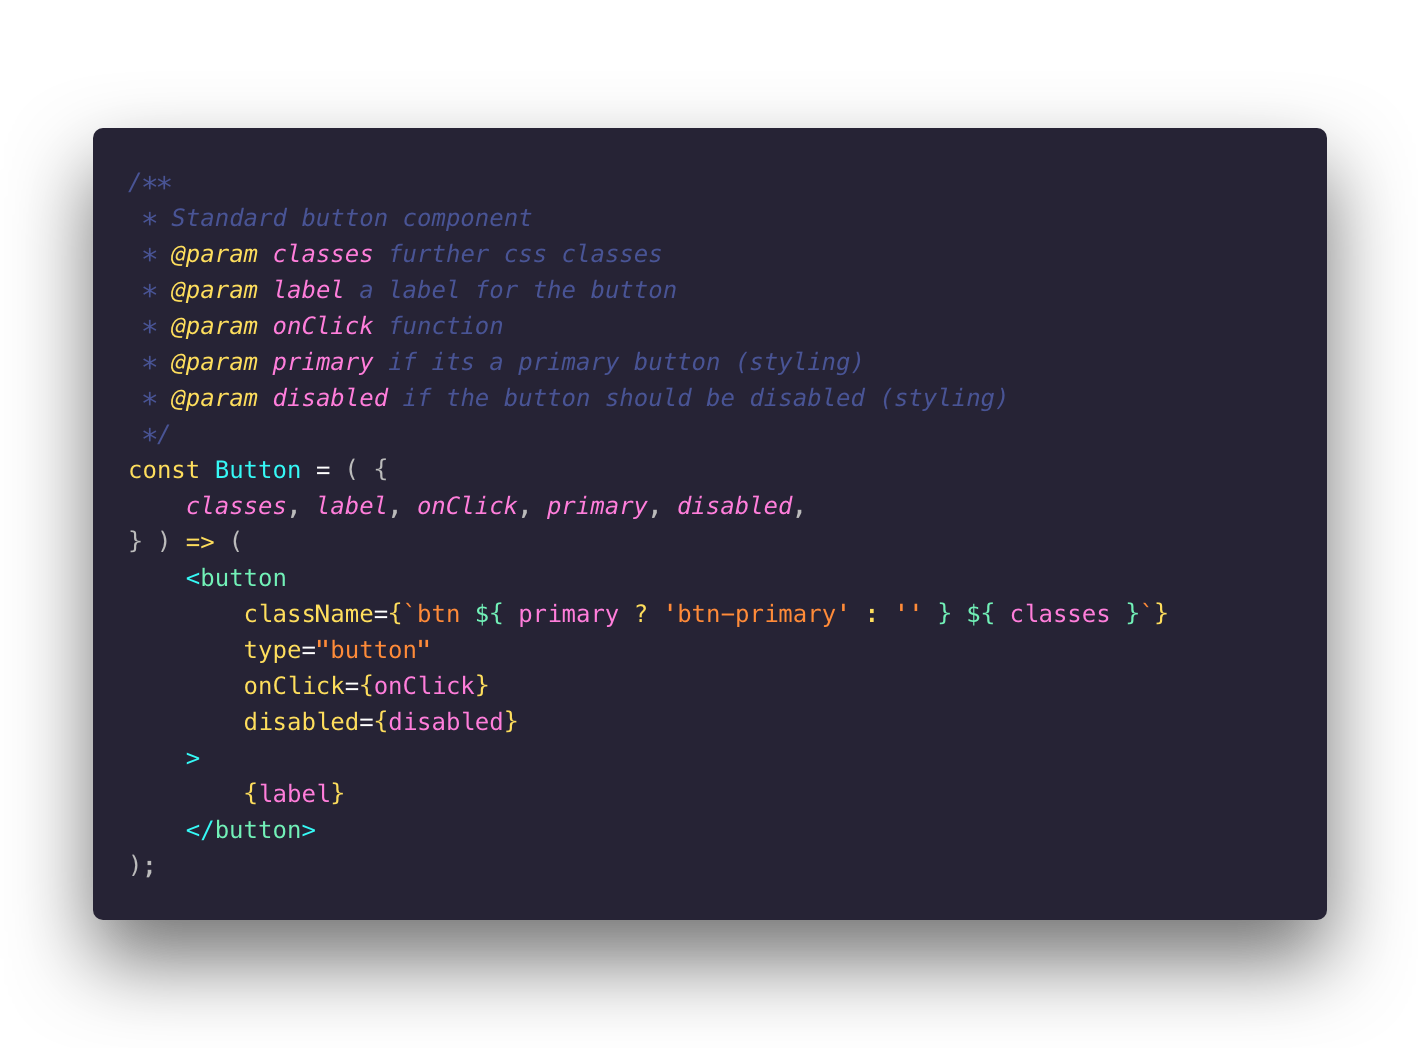 /**
 * Standard button component
 * @param classes further css classes
 * @param label a label for the button
 * @param onClick function
 * @param primary if its a primary button (styling)
 * @param disabled if the button should be disabled (styling)
 */
const Button = ( {
    classes, label, onClick, primary, disabled,
} ) => (
    <button
        className={`btn ${ primary ? 'btn-primary' : '' } ${ classes }`}
        type="button"
        onClick={onClick}
        disabled={disabled}
    >
        {label}
    </button>
);